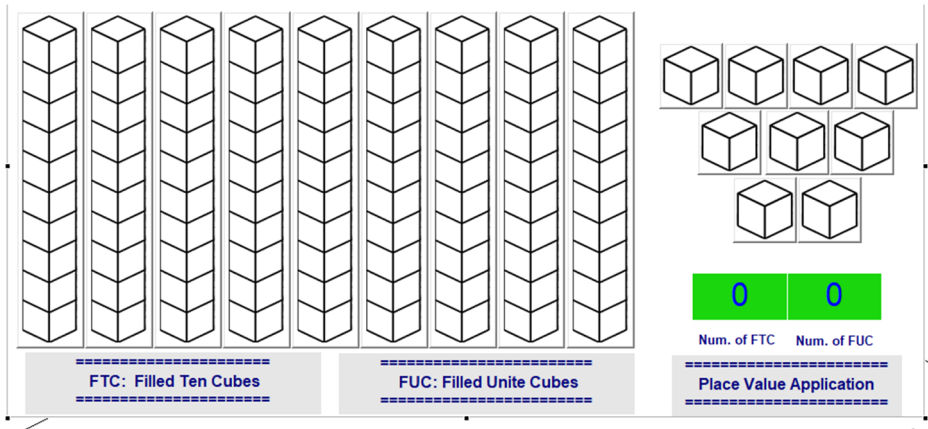 0 0
Num. of FTC Num. of FUC
======================
FTC: Filled Ten Cubes
======================
========================
FUC: Filled Unite Cubes
========================
=======================
Place Value Application
=======================